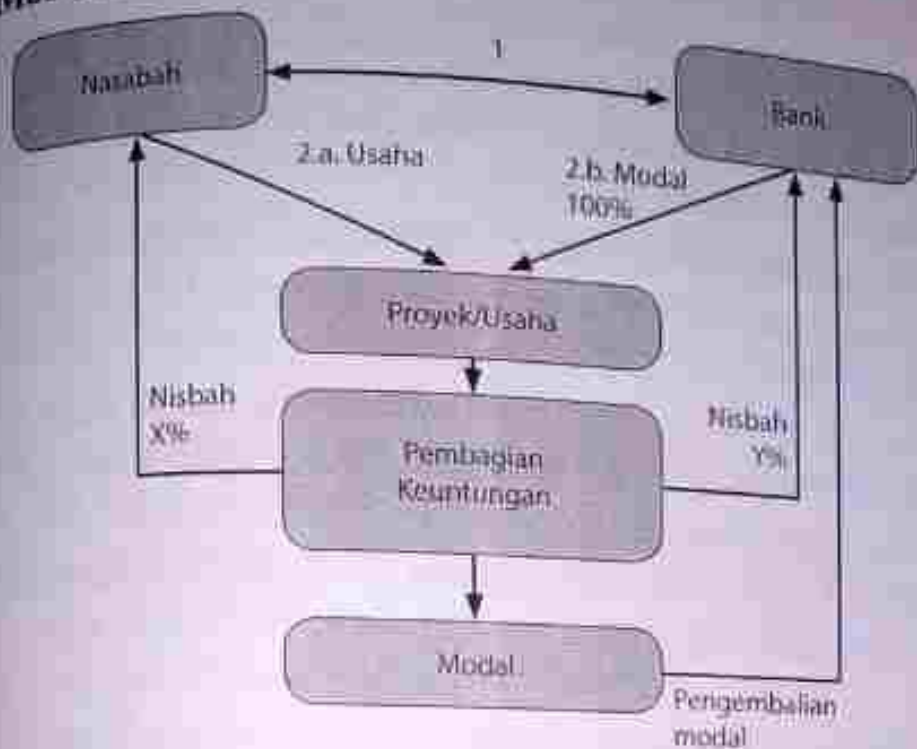 Nasabah
1
Bank
2.a. Usaha
2.b. Modal
100%
Proyek/Usaha
Nisbah
X%
Pembagian
Keuntungan
Nisbah
Y%
Modal
Pengembalian
modal